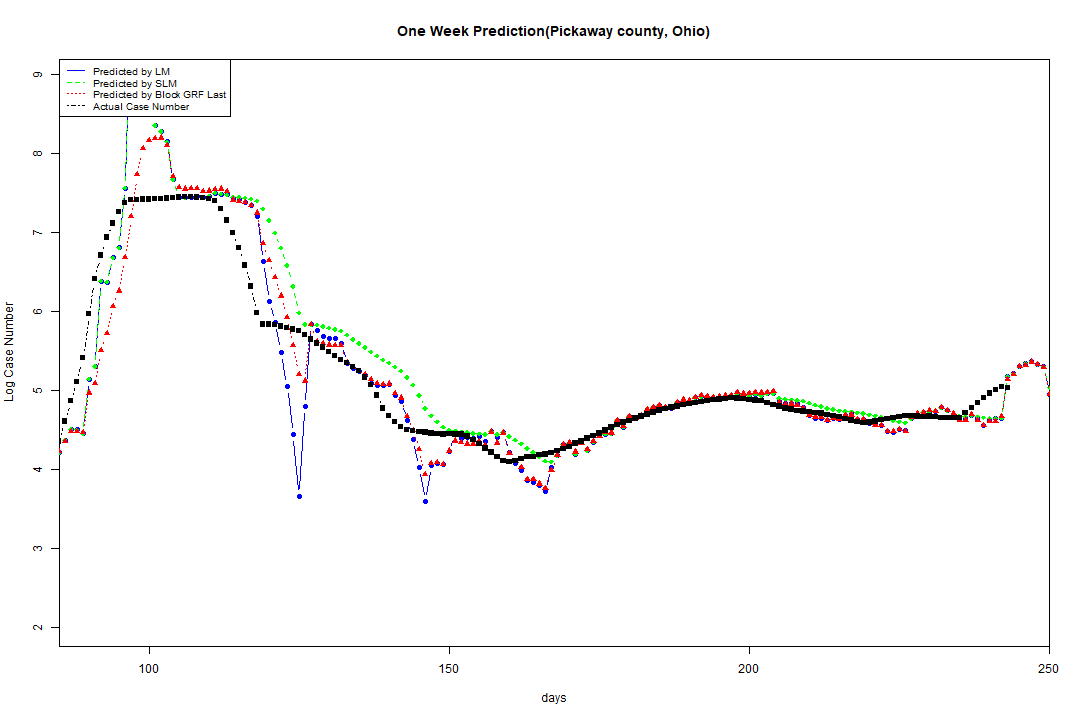 One Week Prediction(Pickaway county, Ohio)
Predicted by LM
Predicted by SLM
Predicted by Block GRF Last
Actual Case Number
9
8
7
6
5
4
3
2
Log Case Number
100
150
200
250
days